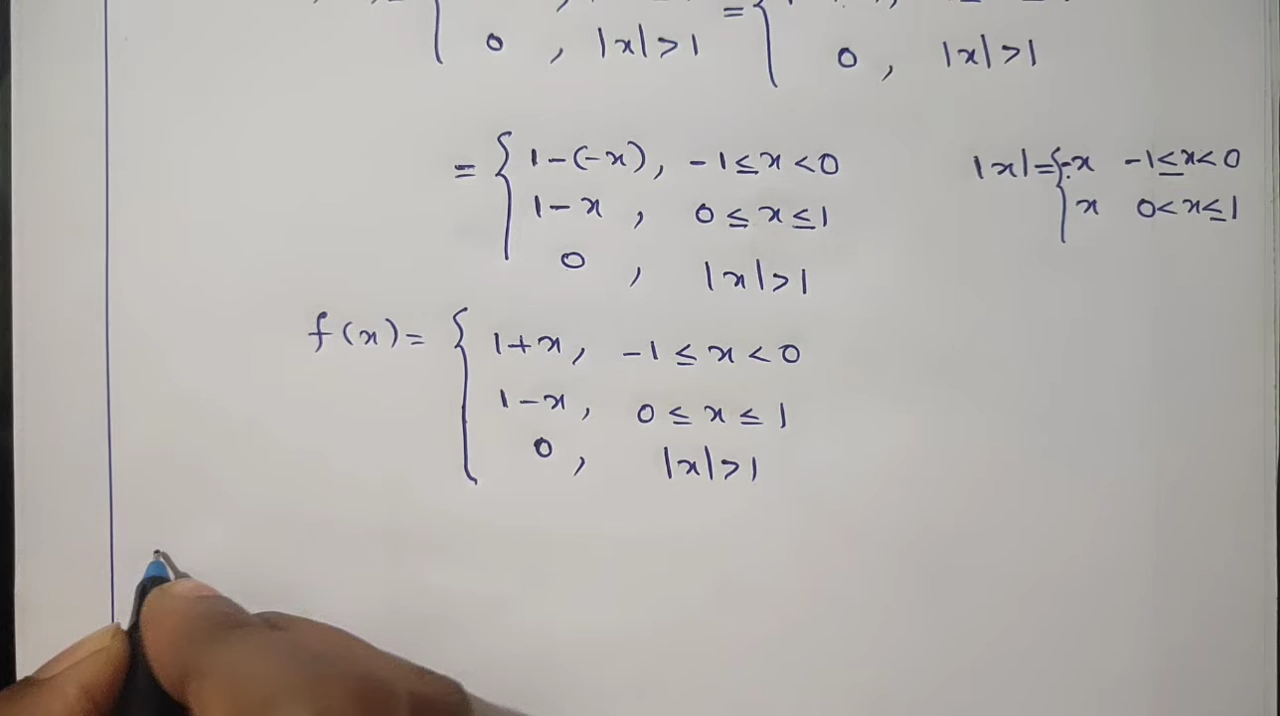 0 , |x|>1 = { 0 , |x|>1
= { 1-(-x), -1≤x<0
1-x , 0≤x≤1
0 , |x|>1
|x|={-x -1≤x<0
x 0<x≤1
f(x)= { 1+x, -1≤x<0
1-x, 0≤x≤1
0, |x|>1